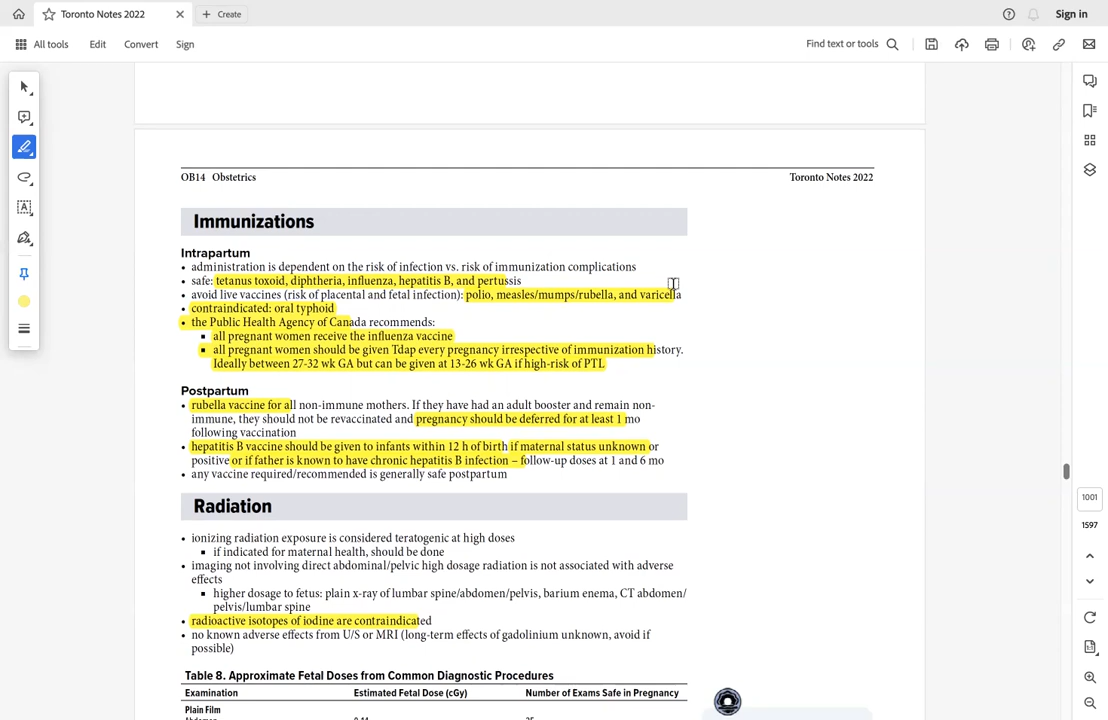 Toronto Notes 2022
Create
Sign in
All tools
Edit
Convert
Sign
Find text or tools
OB14 Obstetrics
Toronto Notes 2022
Immunizations
Intrapartum
• administration is dependent on the risk of infection vs. risk of immunization complications
• safe: tetanus toxoid, diphtheria, influenza, hepatitis B, and pertussis
• avoid live vaccines (risk of placental and fetal infection): polio, measles/mumps/rubella, and varicella
• contraindicated: oral typhoid
• the Public Health Agency of Canada recommends:
▪ all pregnant women receive the influenza vaccine
▪ all pregnant women should be given Tdap every pregnancy irrespective of immunization history.
Ideally between 27-32 wk GA but can be given at 13-26 wk GA if high-risk of PTL
Postpartum
• rubella vaccine for all non-immune mothers. If they have had an adult booster and remain non-
immune, they should not be revaccinated and pregnancy should be deferred for at least 1 mo
following vaccination
• hepatitis B vaccine should be given to infants within 12 h of birth if maternal status unknown or
positive or if father is known to have chronic hepatitis B infection – follow-up doses at 1 and 6 mo
• any vaccine required/recommended is generally safe postpartum
Radiation
• ionizing radiation exposure is considered teratogenic at high doses
▪ if indicated for maternal health, should be done
• imaging not involving direct abdominal/pelvic high dosage radiation is not associated with adverse
effects
▪ higher dosage to fetus: plain x-ray of lumbar spine/abdomen/pelvis, barium enema, CT abdomen/
pelvis/lumbar spine
• radioactive isotopes of iodine are contraindicated
• no known adverse effects from U/S or MRI (long-term effects of gadolinium unknown, avoid if
possible)
Table 8. Approximate Fetal Doses from Common Diagnostic Procedures
Examination
Estimated Fetal Dose (cGy)
Number of Exams Safe in Pregnancy
Plain Film
1001
1597